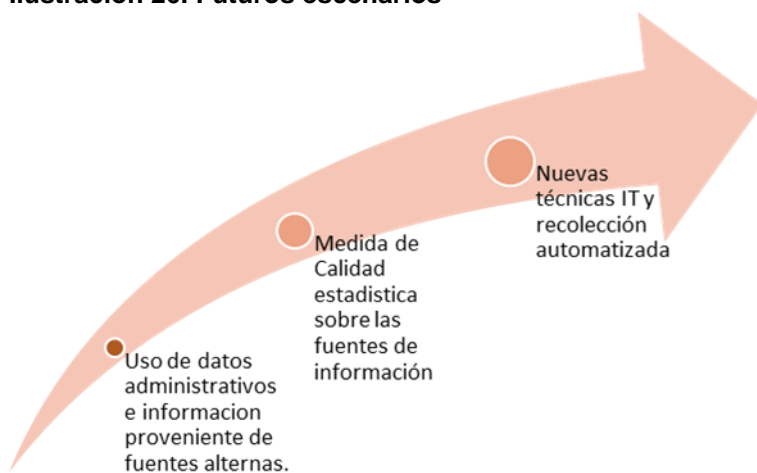 Uso de datos
administrativos
e informacion
proveniente de
fuentes alternas.
Medida de
Calidad
estadistica
sobre las
fuentes de
información
Nuevas
técnicas IT y
recolección
automatizada